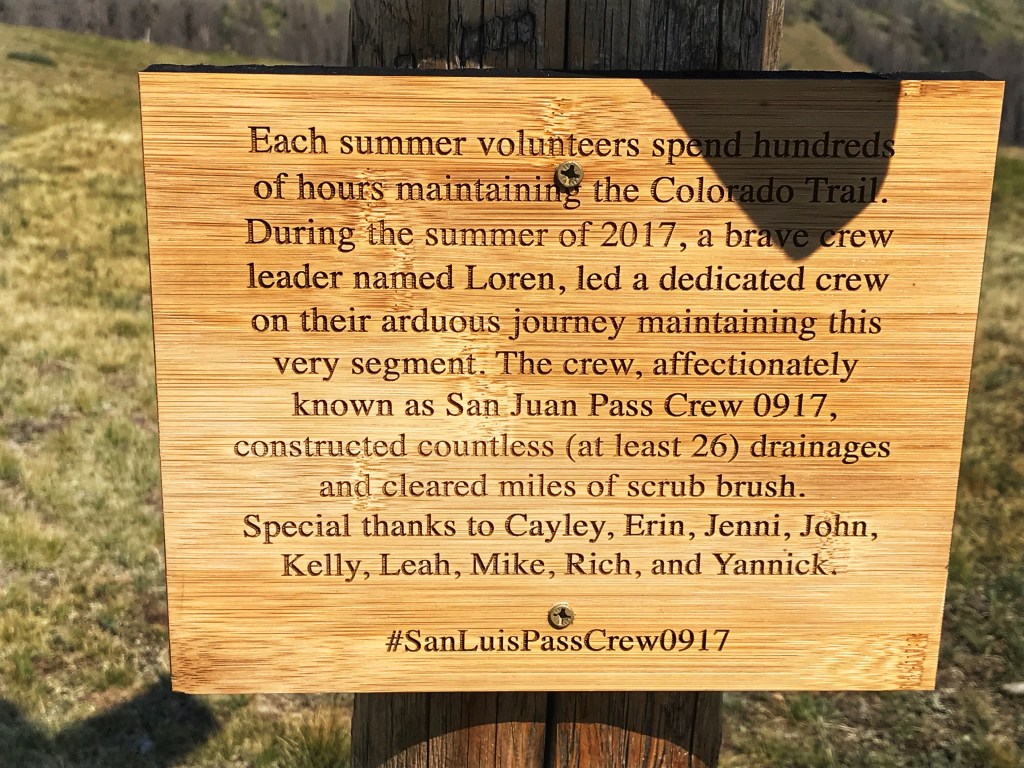 Each summer volunteers spend hundreds
of hours maintaining the Colorado Trail.
During the summer of 2017, a brave crew
leader named Loren, led a dedicated crew
on their arduous journey maintaining this
very segment. The crew, affectionately
known as San Juan Pass Crew 0917,
constructed countless (at least 26) drainages
and cleared miles of scrub brush.
Special thanks to Cayley, Erin, Jenni, John,
Kelly, Leah, Mike, Rich, and Yannick.
#SanLuisPassCrew0917